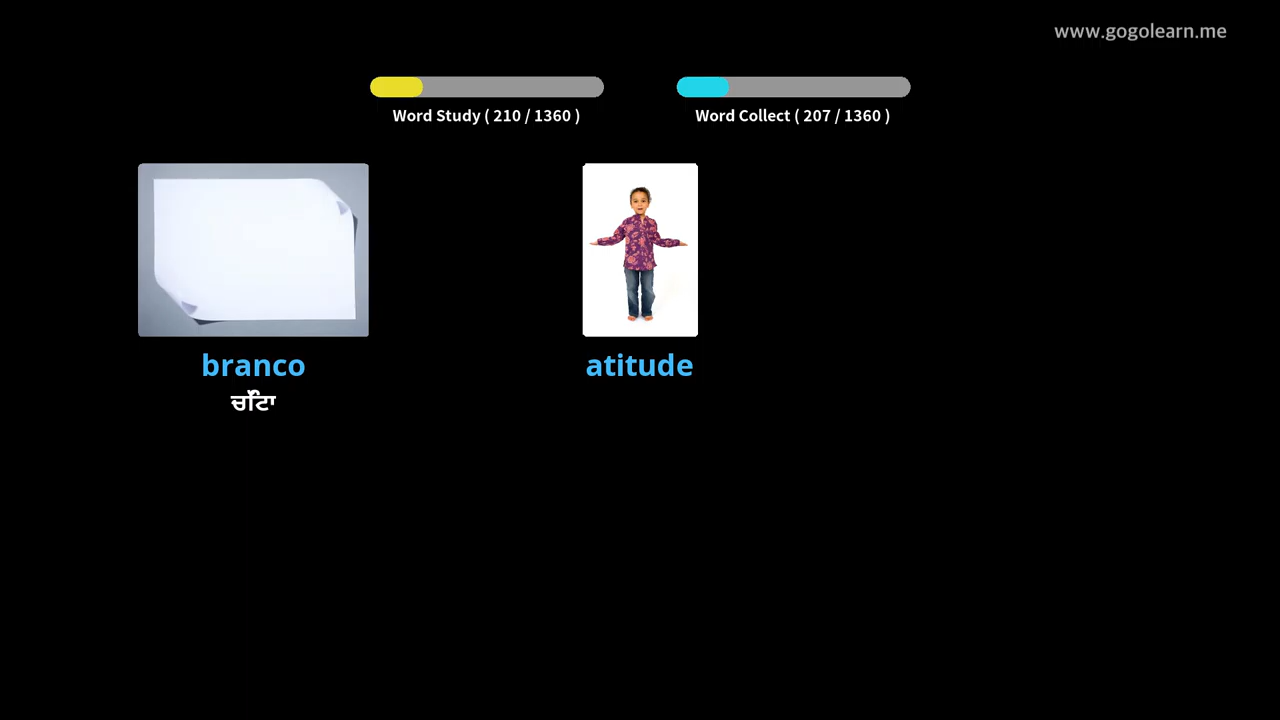 www.gogolearn.me
Word Study ( 210 / 1360 )
Word Collect ( 207 / 1360 )
branco
atitude
ਚਿੱਟਾ